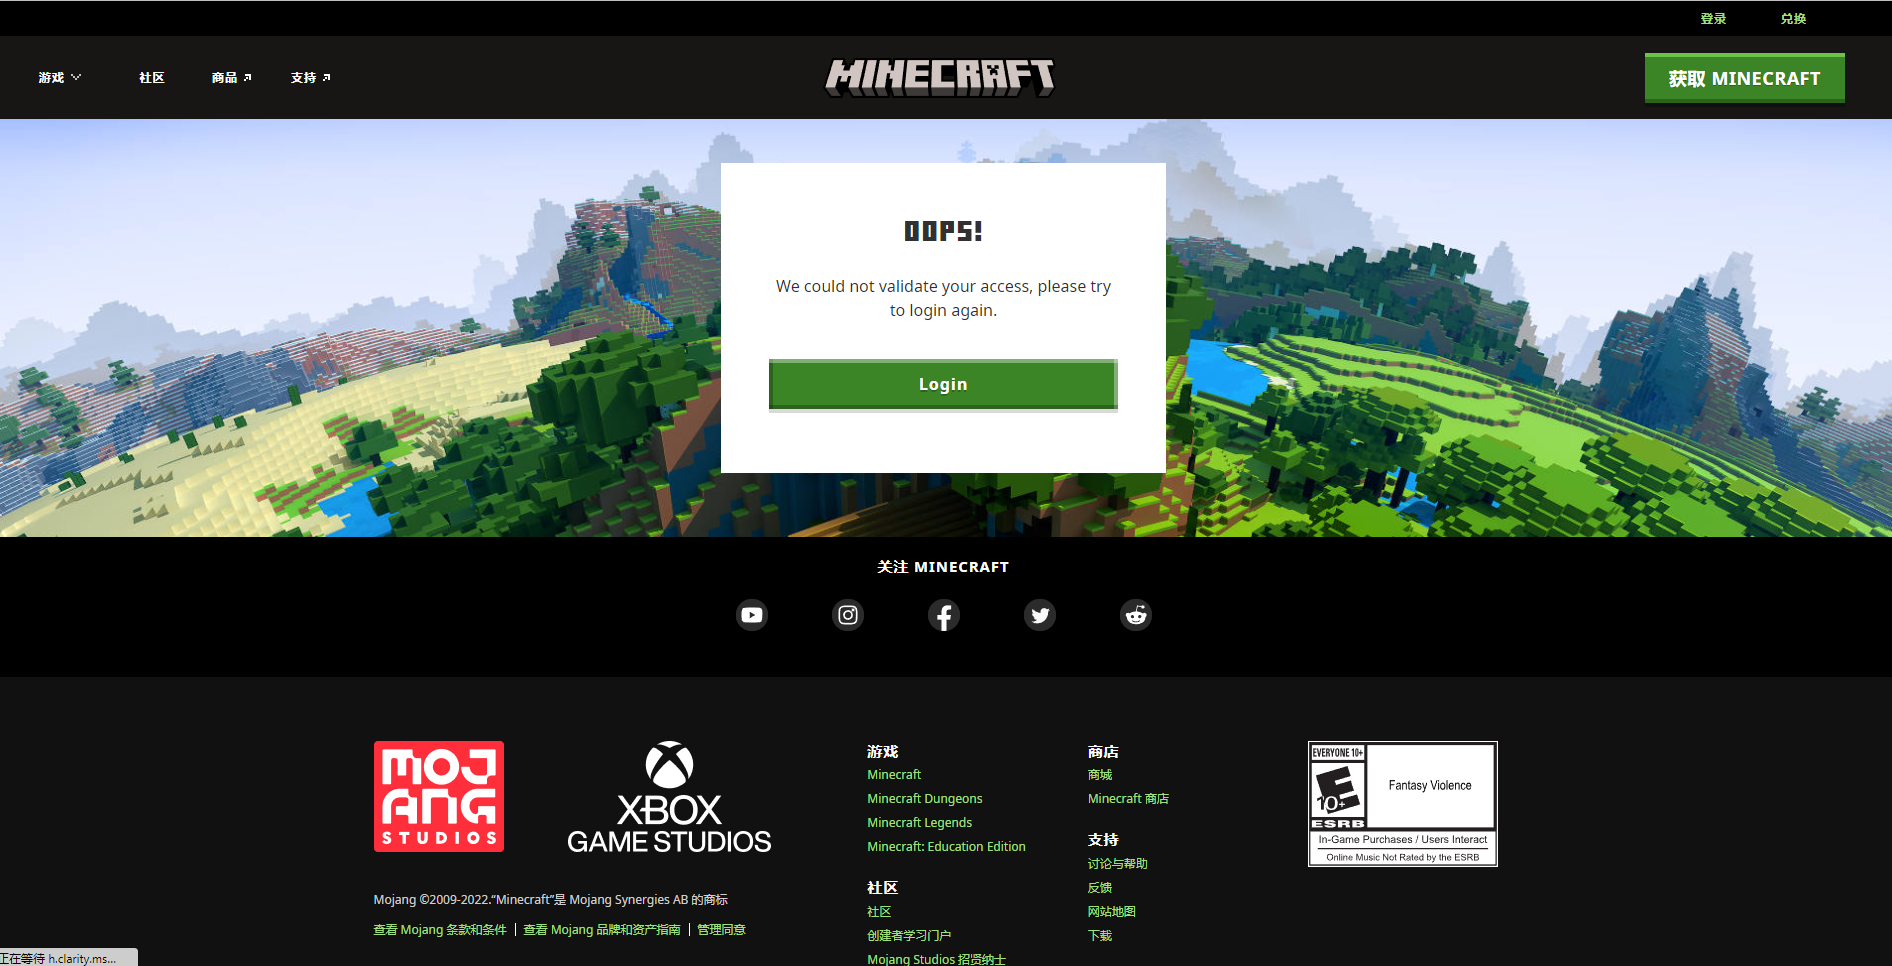 登录 兑换
游戏 社区 商品 支持 MINECRAFT 获取 MINECRAFT
OOPS!
We could not validate your access, please try
to login again.
Login
关注 MINECRAFT
MOJANG STUDIOS
XBOX
GAME STUDIOS
Mojang ©2009-2022.“Minecraft”是 Mojang Synergies AB 的商标
查看 Mojang 条款和条件 | 查看 Mojang 品牌和资产指南 | 管理同意
游戏
Minecraft
Minecraft Dungeons
Minecraft Legends
Minecraft: Education Edition
社区
社区
创建者学习门户
Mojang Studios 招贤纳士
商店
商城
Minecraft 商店
支持
讨论与帮助
反馈
网站地图
下载
EVERYONE 10+
E
10+
ESRB
Fantasy Violence
In-Game Purchases / Users Interact
Online Music Not Rated by the ESRB
正在等待 h.clarity.ms...